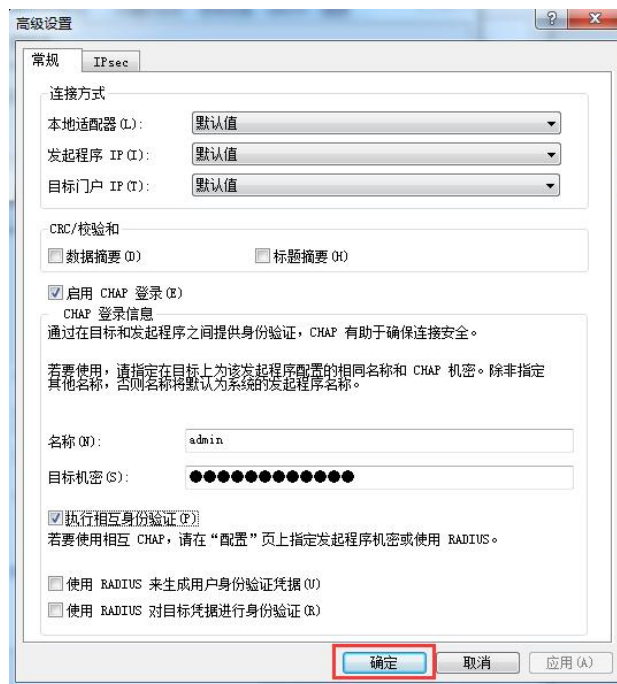 高级设置
常规 IPsec
连接方式
本地适配器(L): 默认值
发起程序 IP(I): 默认值
目标门户 IP(T): 默认值
CRC/校验和
数据摘要(D) 标题摘要(H)
启用 CHAP 登录(E)
CHAP 登录信息
通过在目标和发起程序之间提供身份验证，CHAP 有助于确保连接安全。
若要使用，请指定在目标上为该发起程序配置的相同名称和 CHAP 机密。除非指定
其他名称，否则名称将默认为系统的发起程序名称。
名称(N): admin
目标机密(S): ●●●●●●●●●●●●
执行相互身份验证(P)
若要使用相互 CHAP，请在“配置”页上指定发起程序机密或使用 RADIUS。
使用 RADIUS 来生成用户身份验证凭据(U)
使用 RADIUS 对目标凭据进行身份验证(R)
确定 取消 应用(A)